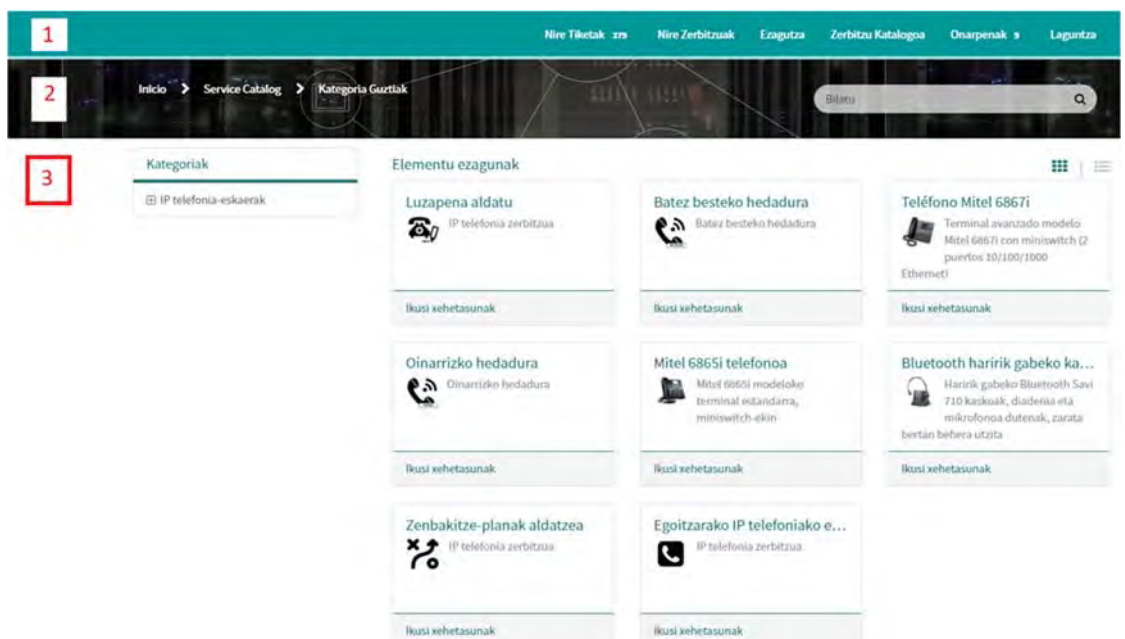 1
Nire Tiketak 279 Nire Zerbitzuak Ezagutza Zerbitzu Katalogoa Onarpenak 9 Laguntza
2
Inicio > Service Catalog > Kategoria Guztiak
Bilatu
3
Kategoriak
IP telefonia-eskaerak
Elementu ezagunak
Luzapena aldatu
IP telefonia zerbitzua
Ikusi xehetasunak
Batez besteko hedadura
Batez besteko hedadura
Ikusi xehetasunak
Teléfono Mitel 6867i
Terminal avanzado modelo
Mitel 6867i con miniswitch (2
puertos 10/100/1000
Ethernet)
Ikusi xehetasunak
Oinarrizko hedadura
Oinarrizko hedadura
Ikusi xehetasunak
Mitel 6865i telefonoa
Mitel 6865i modeloko
terminal estandarra,
miniswitch-ekin
Ikusi xehetasunak
Bluetooth haririk gabeko ka...
Haririk gabeko Bluetooth Savi
710 kaskoak, diadema eta
mikrofonoa dutenak, zarata
bertan behera utzita
Ikusi xehetasunak
Zenbakitze-planak aldatzea
IP telefonia zerbitzua
Ikusi xehetasunak
Egoitzarako IP telefoniako e...
IP telefonia zerbitzua
Ikusi xehetasunak